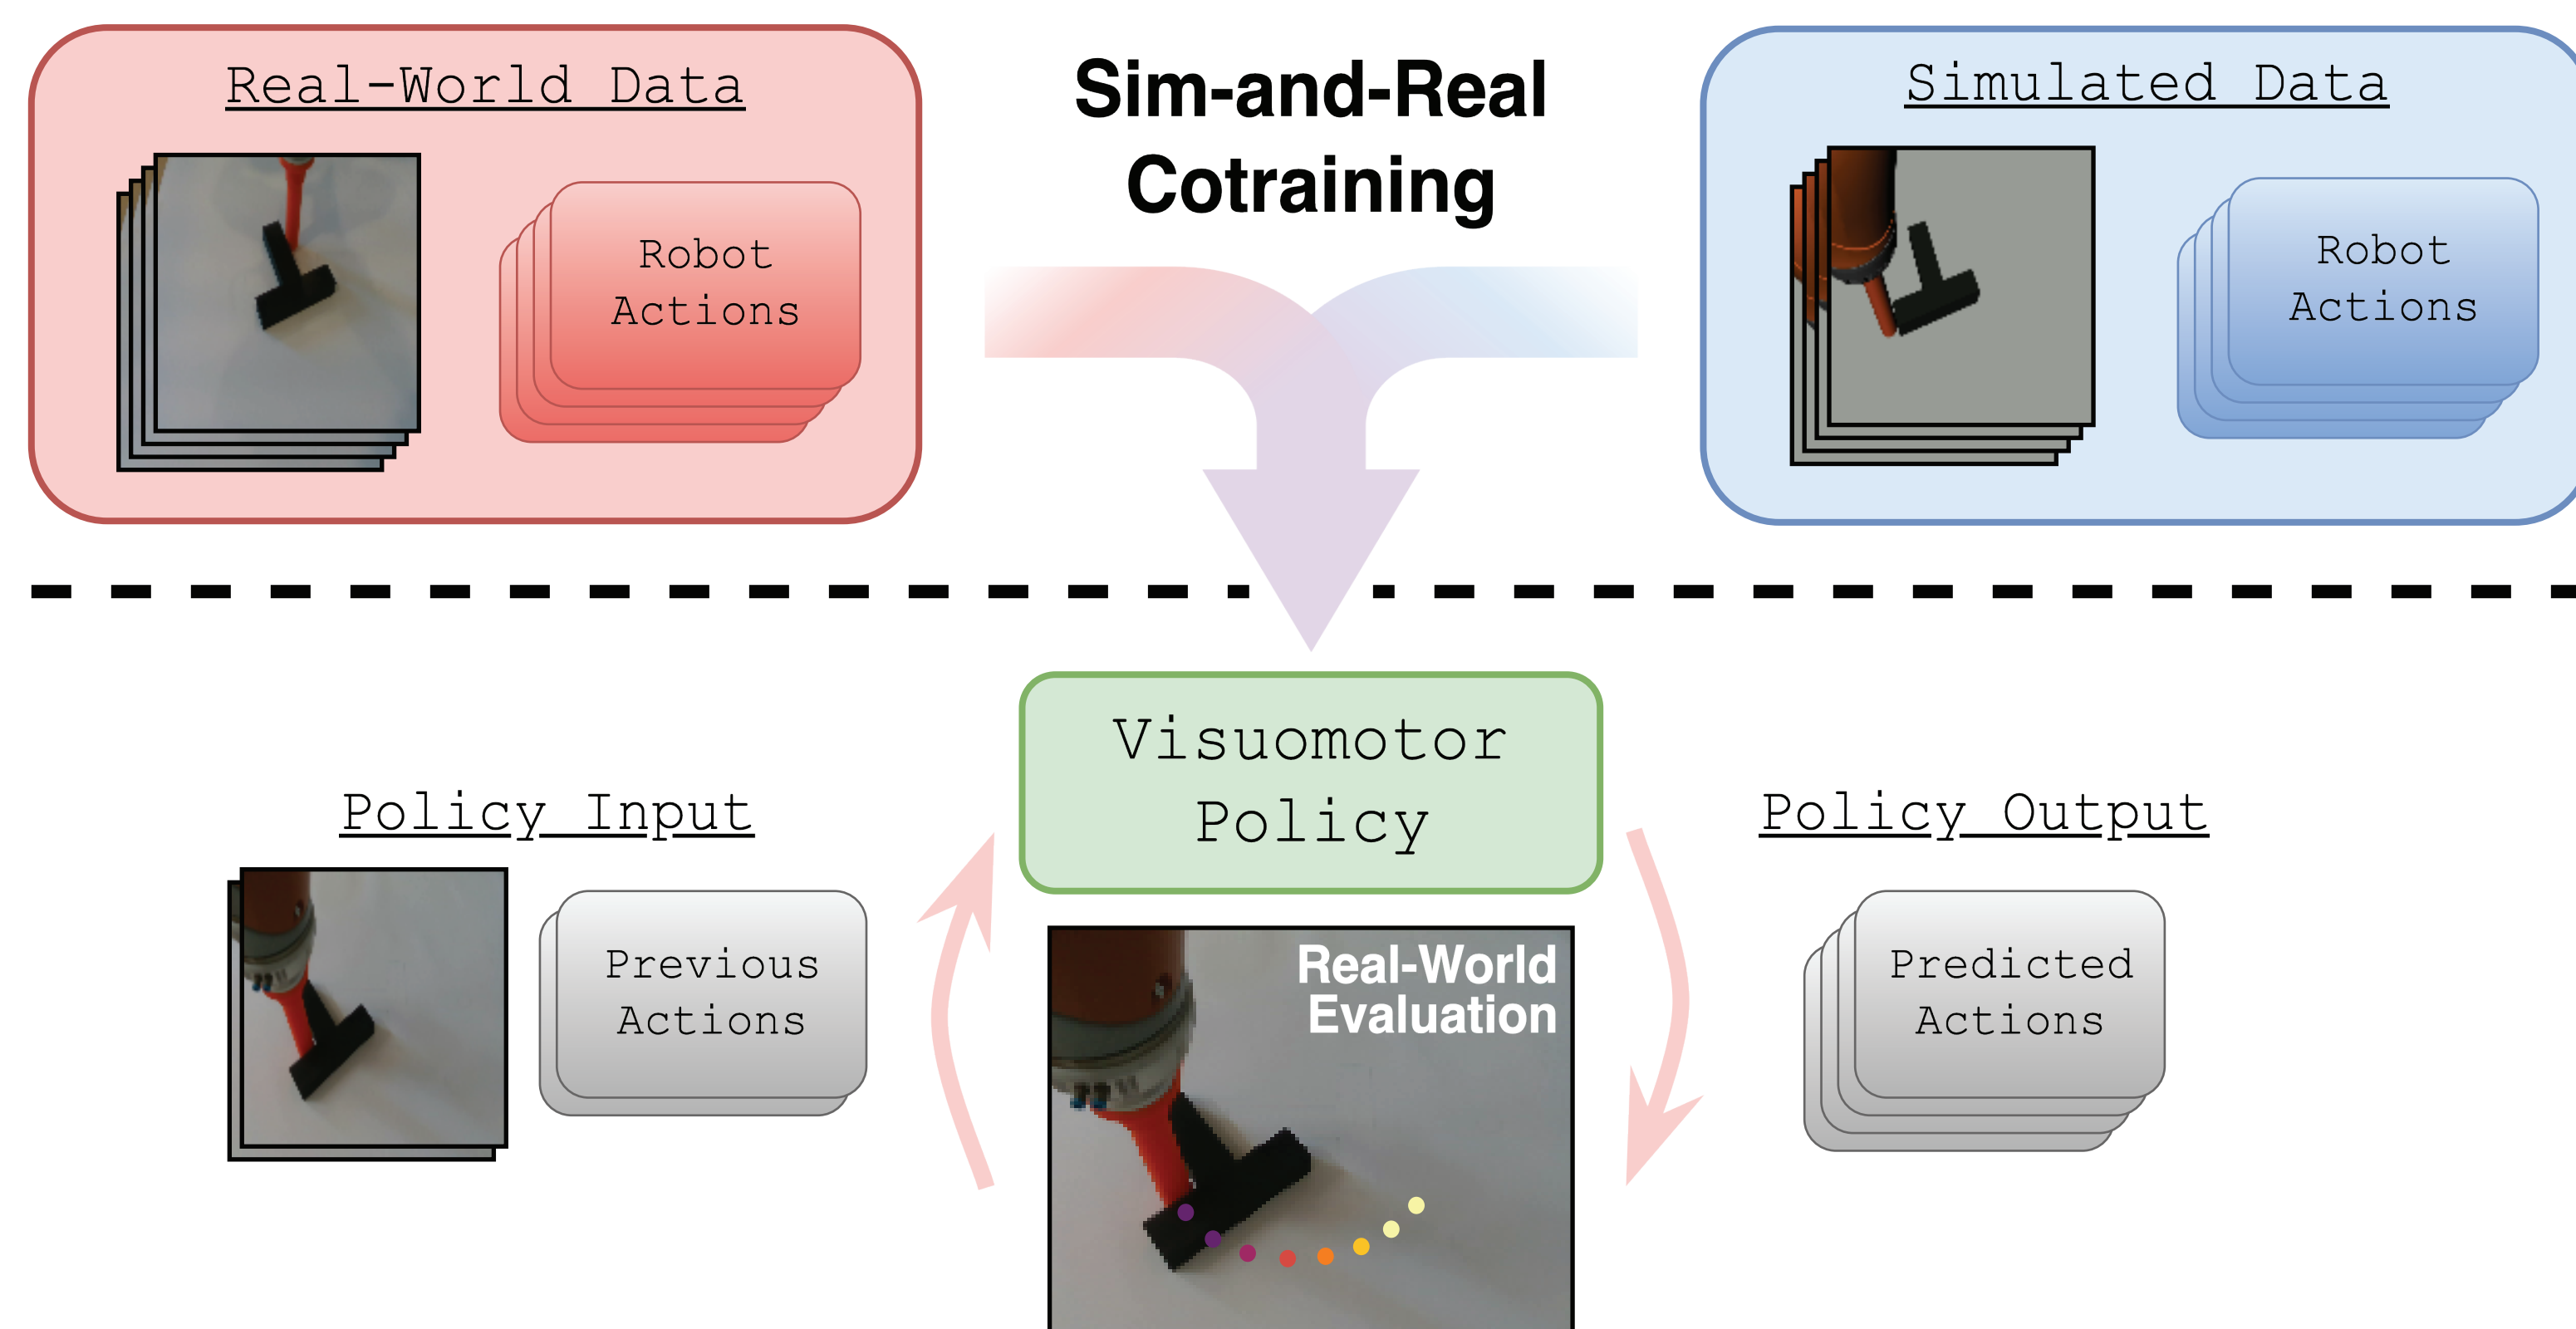 Real-World Data
Robot
Actions
Sim-and-Real
Cotraining
Simulated Data
Robot
Actions
Visuomotor
Policy
Policy Input
Previous
Actions
Real-World
Evaluation
Policy Output
Predicted
Actions